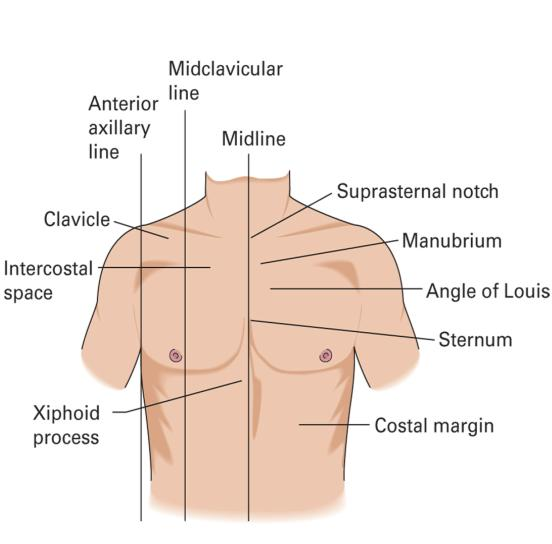 Midclavicular
line
Anterior
axillary
line
Midline
Suprasternal notch
Clavicle
Manubrium
Intercostal
space
Angle of Louis
Sternum
Xiphoid
process
Costal margin